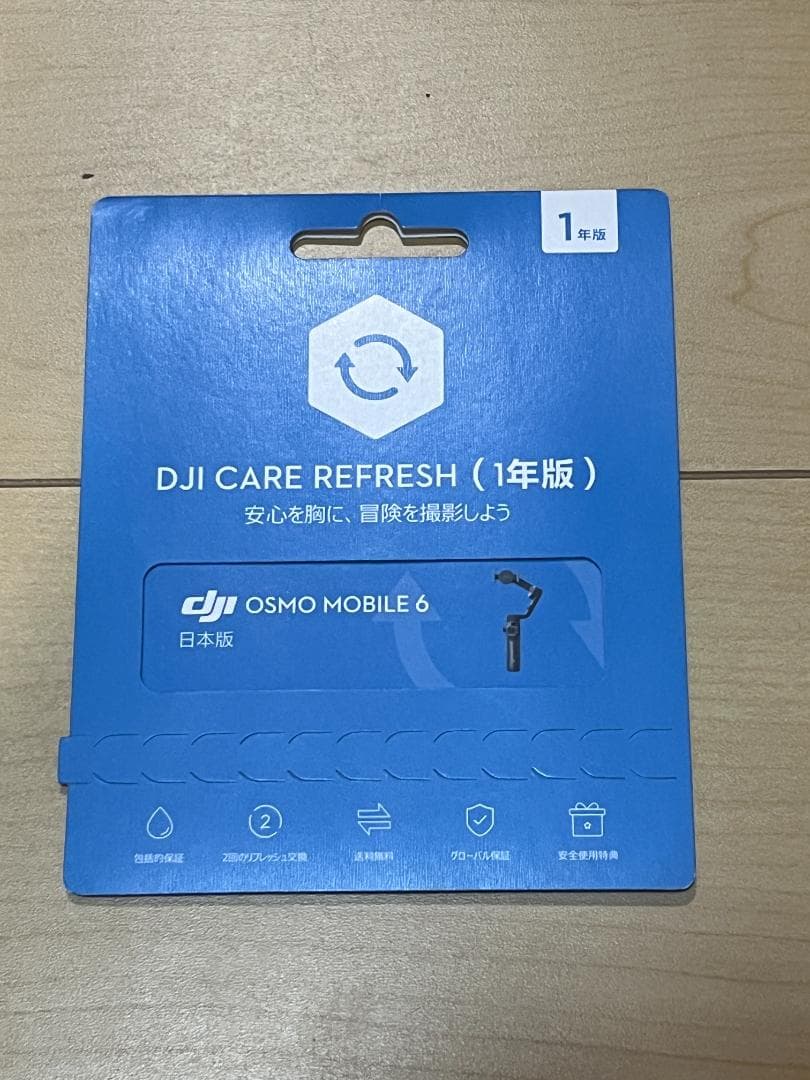 1年版
DJI CARE REFRESH（1年版）
安心を胸に、冒険を撮影しよう
dji OSMO MOBILE 6
日本版
2
包括的保証
2回のリフレッシュ交換
送料無料
グローバル保証
安全使用特典